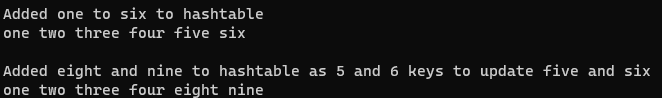 Added one to six to hashtable
one two three four five six
Added eight and nine to hashtable as 5 and 6 keys to update five and six
one two three four eight nine